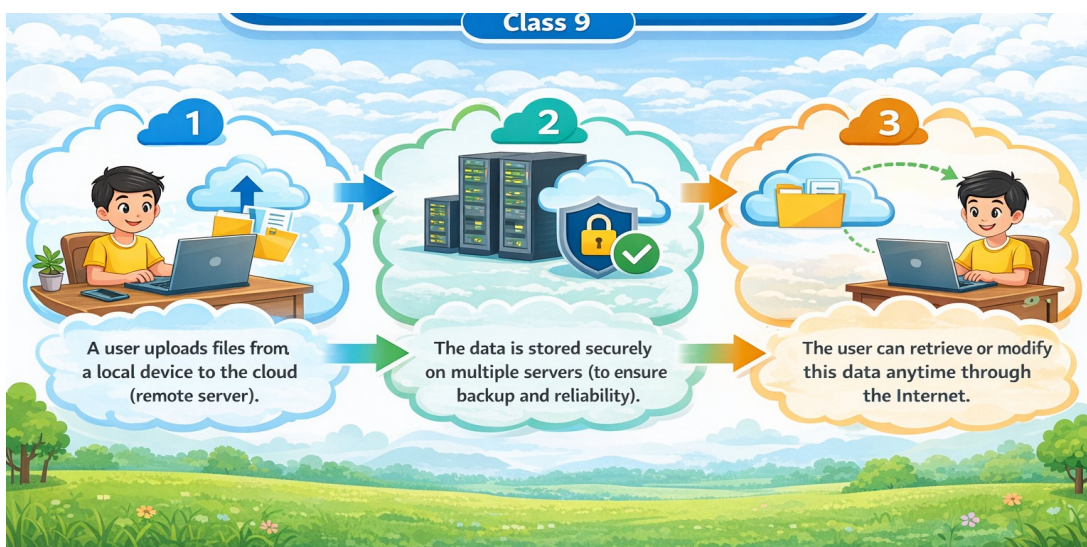 Class 9
1
2
3
A user uploads files from
a local device to the cloud
(remote server).
The data is stored securely
on multiple servers (to ensure
backup and reliability).
The user can retrieve or modify
this data anytime through
the Internet.